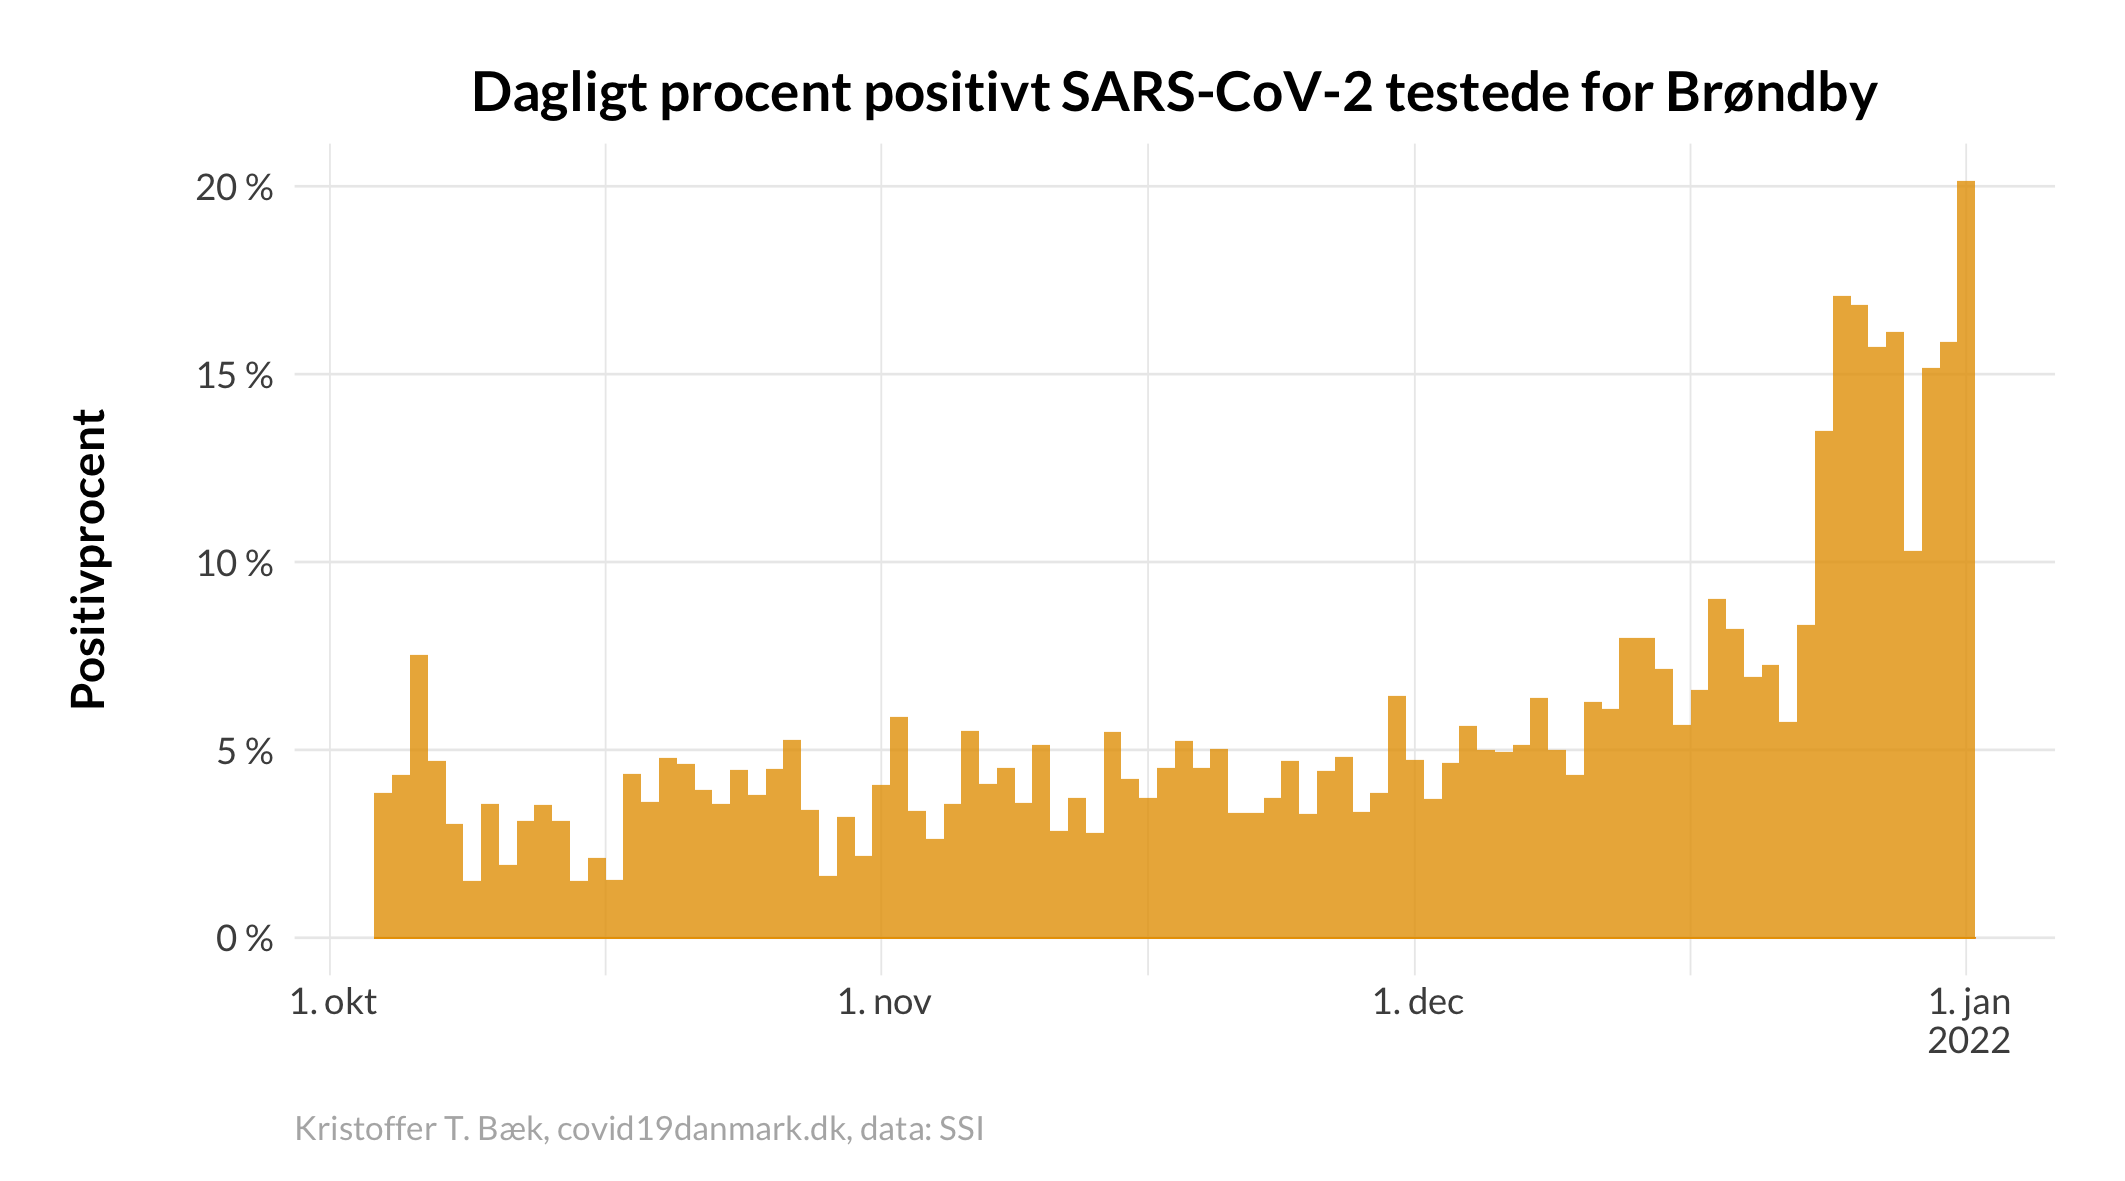 Dagligt procent positivt SARS-CoV-2 testede for Brøndby
Positivprocent
20 %
15 %
10 %
5 %
0 %
1. okt
1. nov
1. dec
1. jan
2022
Kristoffer T. Bæk, covid19danmark.dk, data: SSI